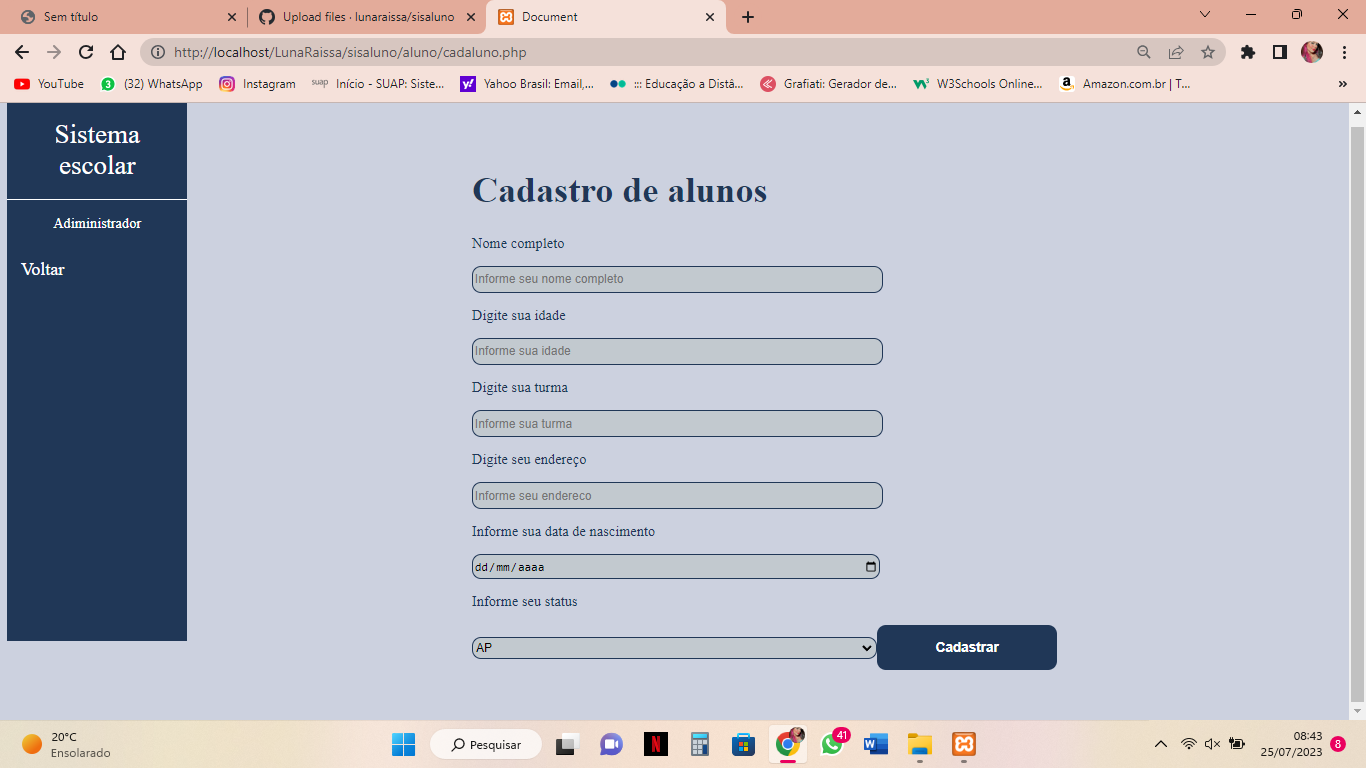 Sem título
Upload files · lunaraissa/sisaluno
Document
http://localhost/LunaRaissa/sisaluno/aluno/cadaluno.php
YouTube
3
(32) WhatsApp
Instagram
suap
Início - SUAP: Siste...
y!
Yahoo Brasil: Email,...
::: Educação a Distâ...
Grafiati: Gerador de...
W3Schools Online...
Amazon.com.br | T...
»
Sistema
escolar
Adiministrador
Voltar
Cadastro de alunos
Nome completo
Informe seu nome completo
Digite sua idade
Informe sua idade
Digite sua turma
Informe sua turma
Digite seu endereço
Informe seu endereco
Informe sua data de nascimento
dd/mm/aaaa
Informe seu status
AP
Cadastrar
20°C
Ensolarado
Pesquisar
N
41
W
08:43
25/07/2023
8